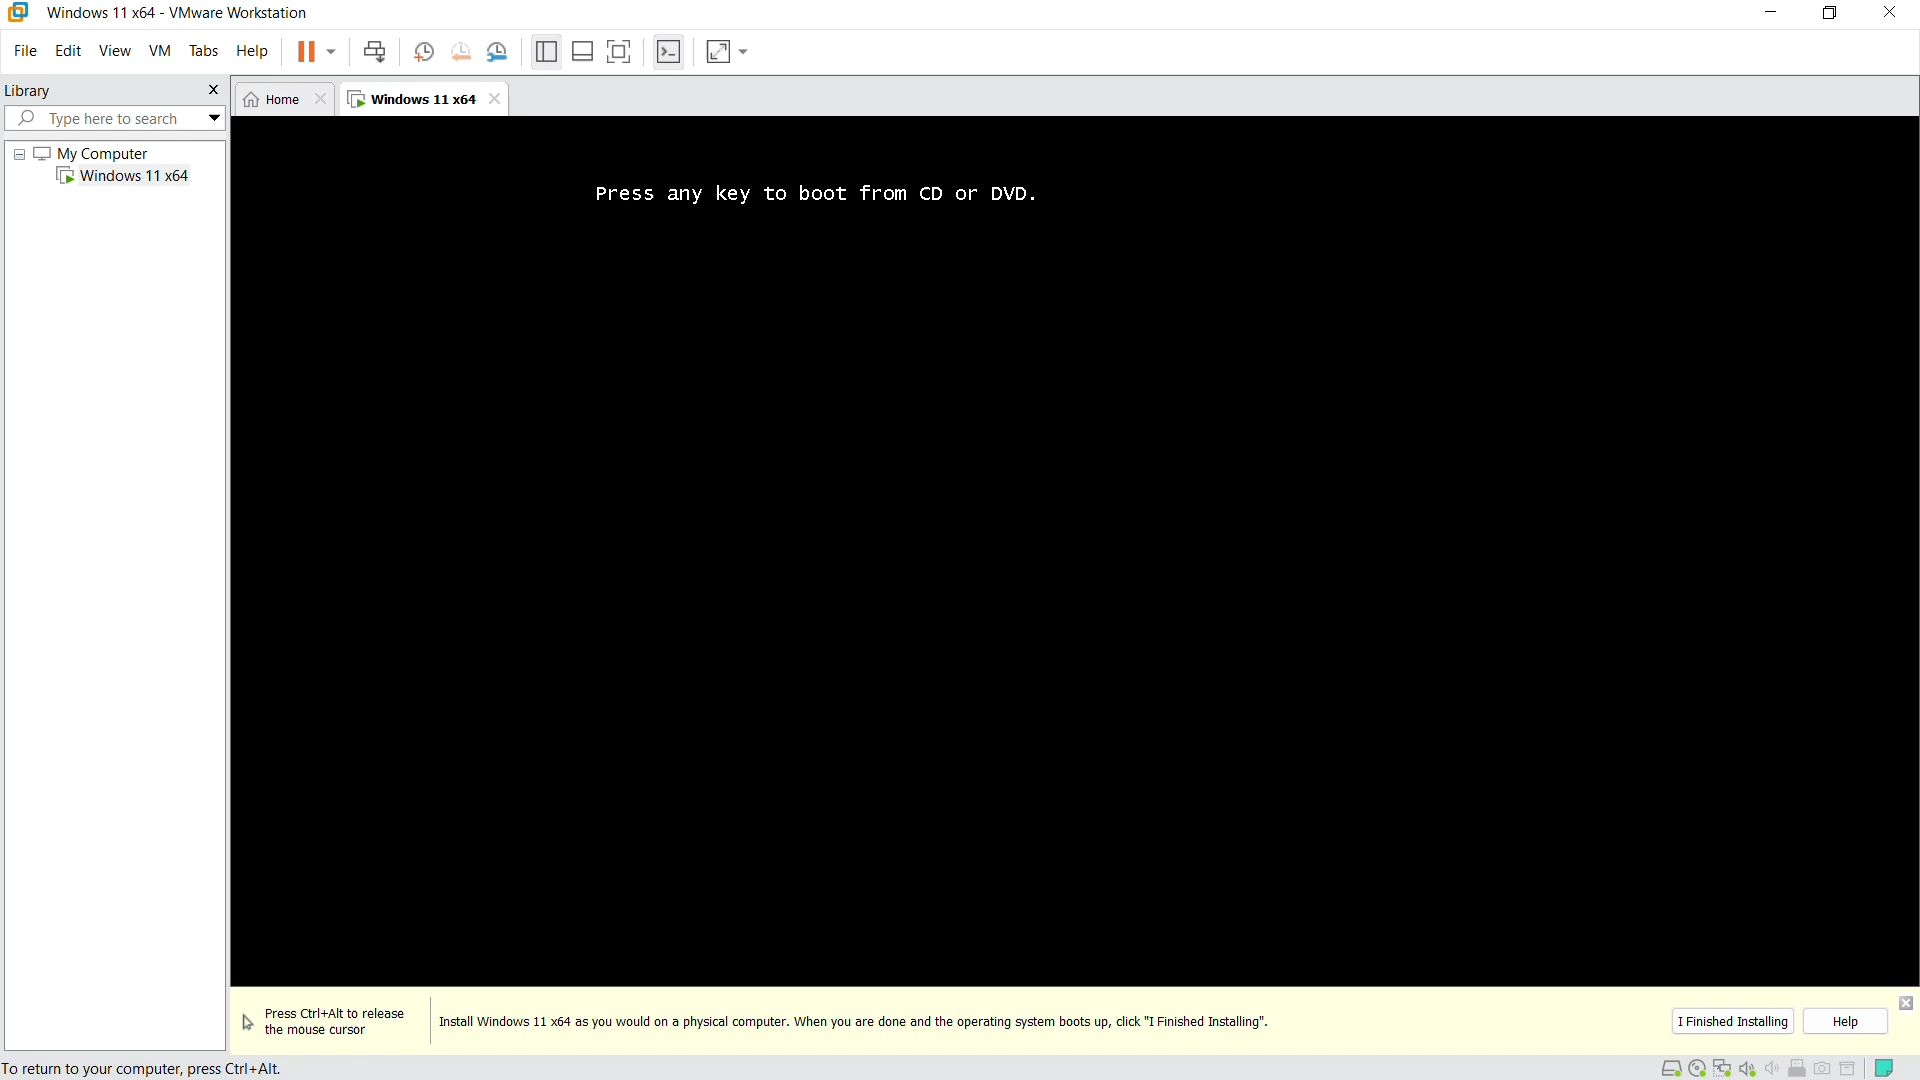 Windows 11 x64 - VMware Workstation
File Edit View VM Tabs Help
Library
Type here to search
My Computer
Windows 11 x64
Home Windows 11 x64
Press any key to boot from CD or DVD.
Press Ctrl+Alt to release
the mouse cursor
Install Windows 11 x64 as you would on a physical computer. When you are done and the operating system boots up, click "I Finished Installing".
I Finished Installing Help
To return to your computer, press Ctrl+Alt.